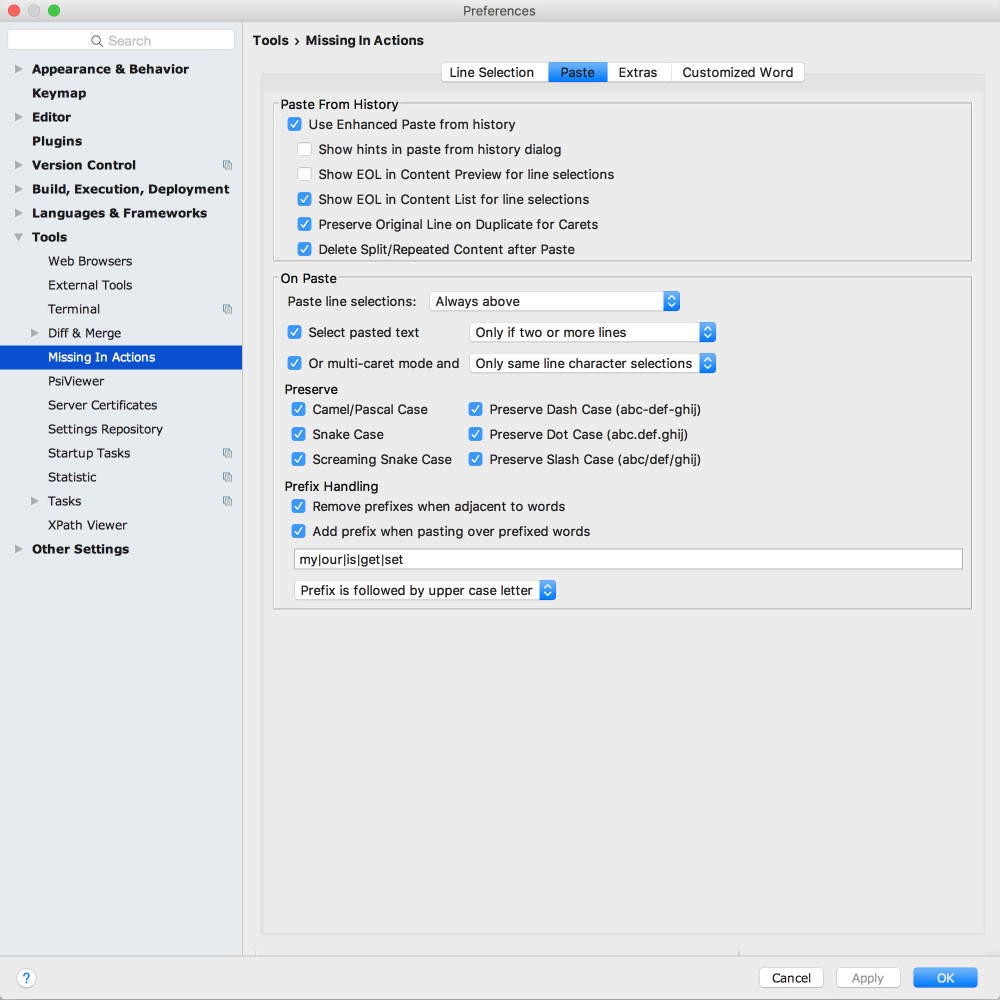 Preferences
Search
Appearance & Behavior
Keymap
Editor
Plugins
Version Control
Build, Execution, Deployment
Languages & Frameworks
Tools
Web Browsers
External Tools
Terminal
Diff & Merge
Missing In Actions
PsiViewer
Server Certificates
Settings Repository
Startup Tasks
Statistic
Tasks
XPath Viewer
Other Settings
Tools › Missing In Actions
Line Selection Paste Extras Customized Word
Paste From History
Use Enhanced Paste from history
Show hints in paste from history dialog
Show EOL in Content Preview for line selections
Show EOL in Content List for line selections
Preserve Original Line on Duplicate for Carets
Delete Split/Repeated Content after Paste
On Paste
Paste line selections: Always above
Select pasted text Only if two or more lines
Or multi-caret mode and Only same line character selections
Preserve
Camel/Pascal Case Preserve Dash Case (abc-def-ghij)
Snake Case Preserve Dot Case (abc.def.ghij)
Screaming Snake Case Preserve Slash Case (abc/def/ghij)
Prefix Handling
Remove prefixes when adjacent to words
Add prefix when pasting over prefixed words
my|our|is|get|set
Prefix is followed by upper case letter
? Cancel Apply OK